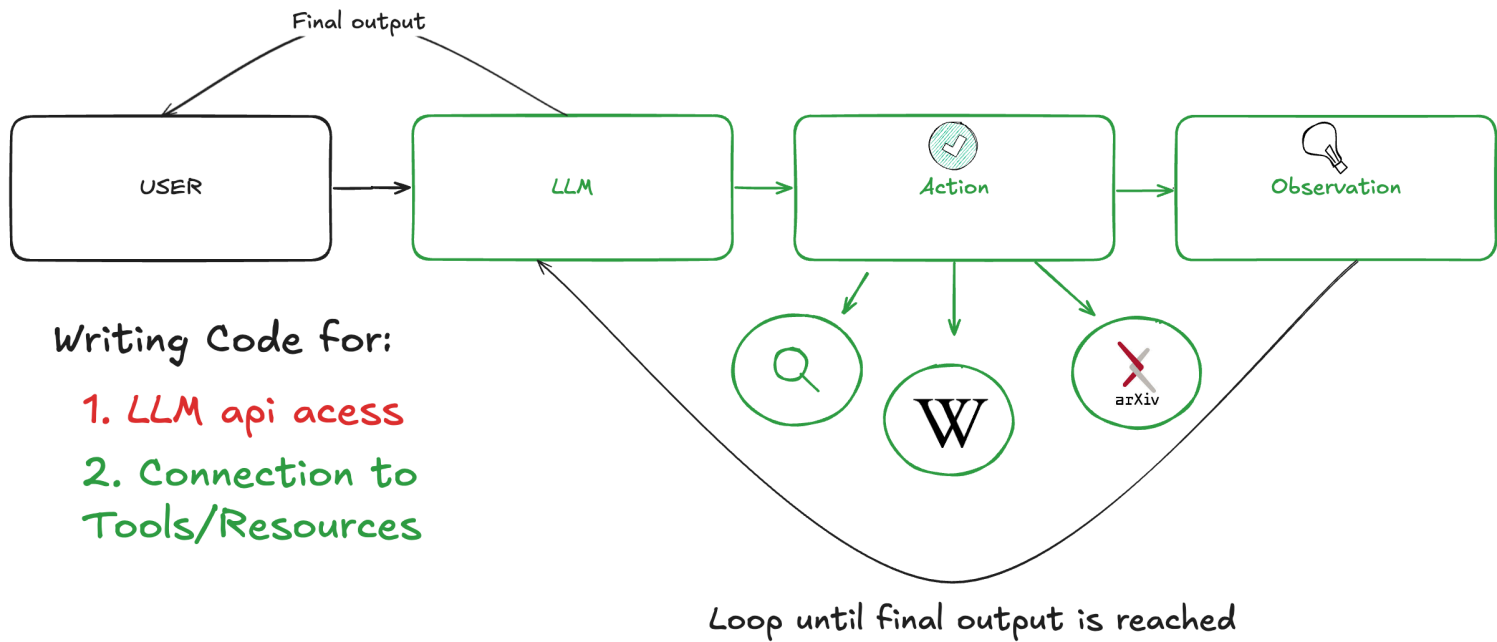 Final output
USER
LLM
Action
Observation
Writing Code for:
1. LLM api acess
2. Connection to
Tools/Resources
W
arXiv
Loop until final output is reached